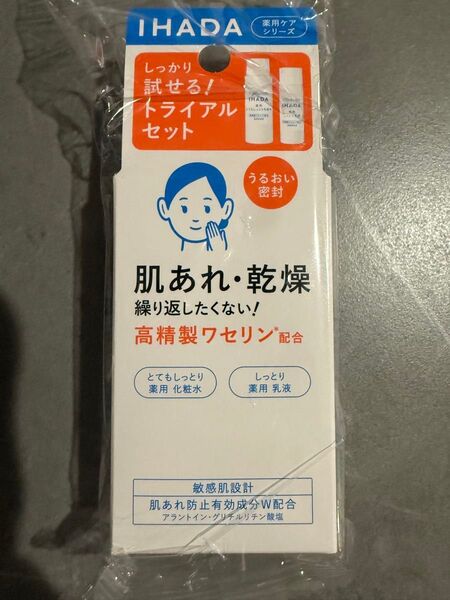 IHADA
薬用ケア
シリーズ
しっかり
試せる!
トライアル
セット
IHADA
IHADA
うるおい
密封
肌あれ・乾燥
繰り返したくない!
高精製ワセリン*配合
とてもしっとり
薬用 化粧水
しっとり
薬用 乳液
敏感肌設計
肌あれ防止有効成分W配合
アラントイン・グリチルリチン酸塩